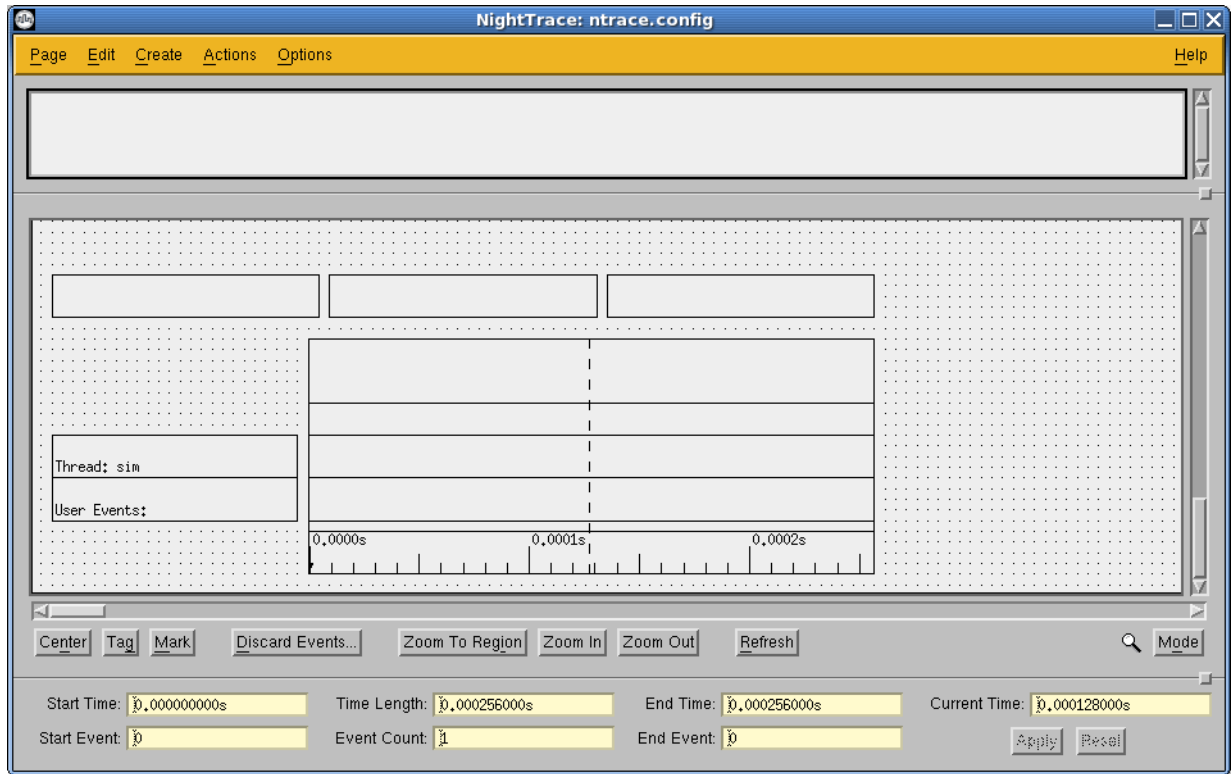 NightTrace: ntrace.config
Page Edit Create Actions Options Help
Thread: sim
User Events:
0.0000s 0.0001s 0.0002s
Center Tag Mark Discard Events... Zoom To Region Zoom In Zoom Out Refresh Mode
Start Time: 0.000000000s Time Length: 0.000256000s End Time: 0.000256000s Current Time: 0.000128000s
Start Event: 0 Event Count: 1 End Event: 0 Apply Reset